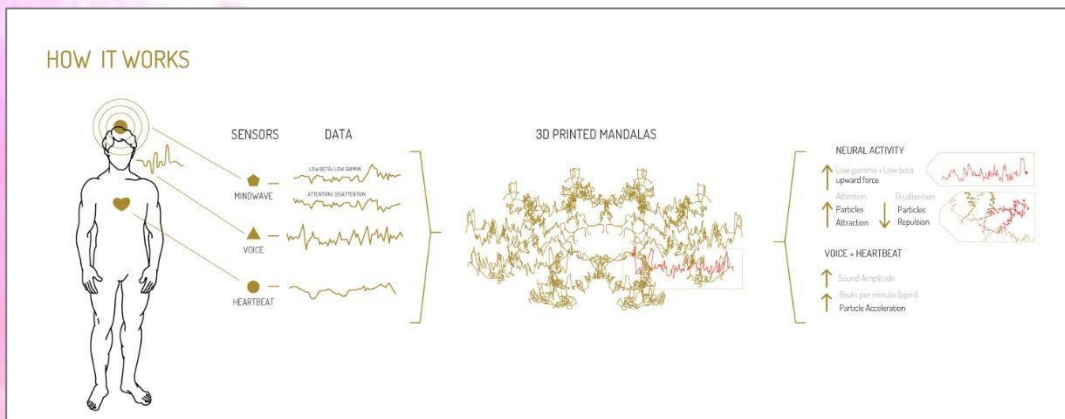 HOW IT WORKS
SENSORS
DATA
MINDWAVE
LOW BETA+ LOW GAMMA
ATTENTION/ DISATTENTION
VOICE
HEARTBEAT
3D PRINTED MANDALAS
NEURAL ACTIVITY
Low gamma + Low beta
upward force
Attention
Particles
Attraction
Disattention
Particles
Repulsion
VOICE + HEARTBEAT
Sound Amplitude
Beats per minute (bpm)
Particle Acceleration